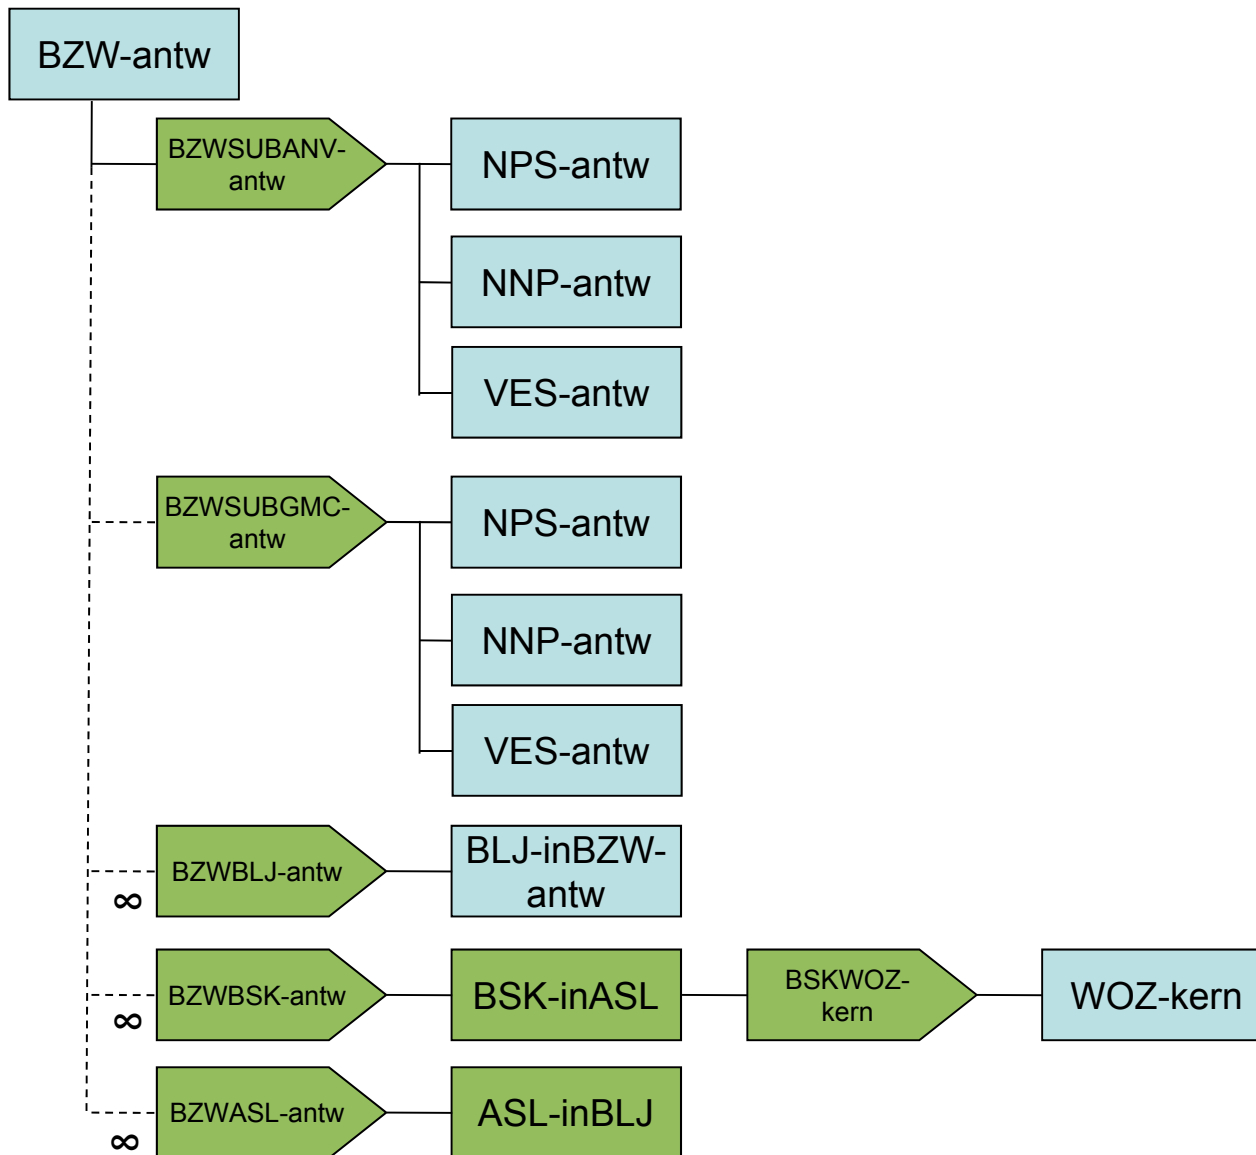 BZW-antw
BZWSUBANV-
antw
NPS-antw
NNP-antw
VES-antw
BZWSUBGMC-
antw
NPS-antw
NNP-antw
VES-antw
BZWBLJ-antw
BLJ-inBZW-
antw
∞
BZWBSK-antw
BSK-inASL
BSKWOZ-
kern
WOZ-kern
∞
BZWASL-antw
ASL-inBLJ
∞